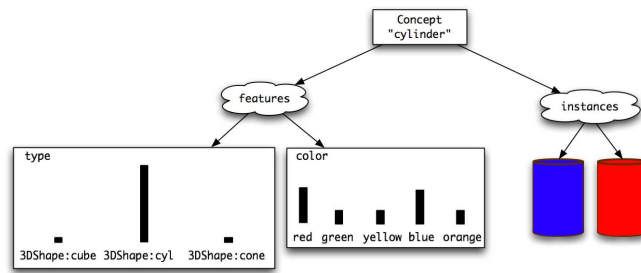 Concept
"cylinder"
features
instances
type
3DShape:cube 3DShape:cyl 3DShape:cone
color
red green yellow blue orange